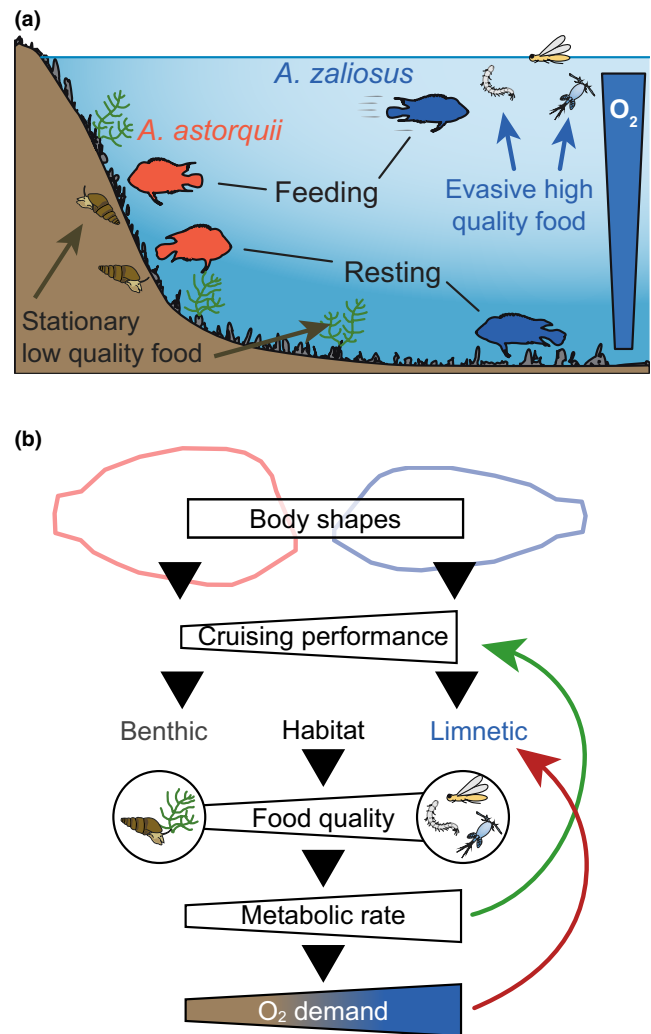 (a)
A. zaliosus
O2
A. astorquii
Feeding
Evasive high
quality food
Resting
Stationary
low quality food
(b)
Body shapes
Cruising performance
Benthic
Habitat
Limnetic
Food quality
Metabolic rate
O2 demand